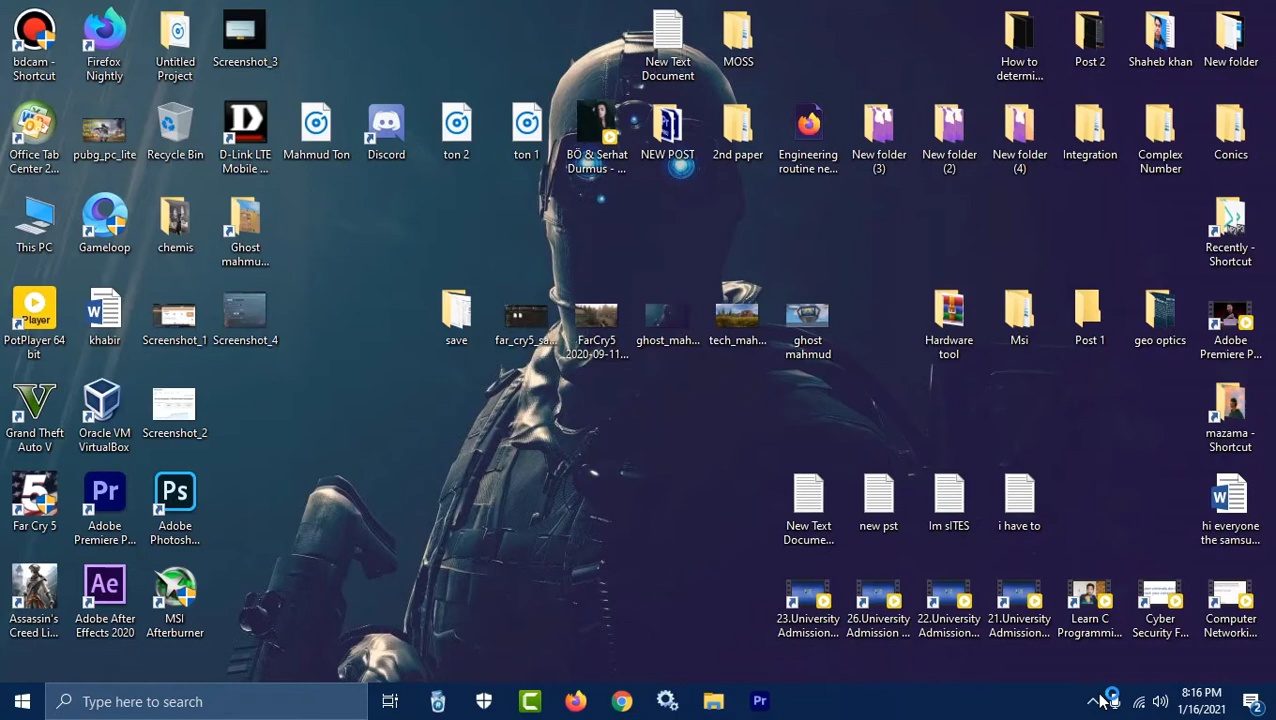 bdcam -
Shortcut
Firefox
Nightly
Untitled
Project
Screenshot_3
New Text
Document
MOSS
How to
determi...
Post 2
Shaheb khan
New folder
Office Tab
Center 2...
pubg_pc_lite
Recycle Bin
D-Link LTE
Mobile ...
Mahmud Ton
Discord
ton 2
ton 1
BÖ & Serhat
Durmus - ...
NEW POST
2nd paper
Engineering
routine ne...
New folder
(3)
New folder
(2)
New folder
(4)
Integration
Complex
Number
Conics
This PC
Gameloop
chemis
Ghost
mahmu...
Recently -
Shortcut
Player
PotPlayer 64
bit
khabir
Screenshot_1
Screenshot_4
save
far_cry5_sa...
FarCry5
2020-09-11...
ghost_mah...
tech_mah...
ghost
mahmud
Hardware
tool
Msi
Post 1
geo optics
Adobe
Premiere P...
Grand Theft
Auto V
Oracle VM
VirtualBox
Screenshot_2
mazama -
Shortcut
Far Cry 5
Pr
Adobe
Premiere P...
Ps
Adobe
Photosh...
New Text
Docume...
new pst
Im sITES
i have to
hi everyone
the samsu...
Assassin's
Creed Li...
Ae
Adobe After
Effects 2020
MSI
Afterburner
23.University
Admission...
26.University
Admission ...
22.University
Admission...
21.University
Admission...
Learn C
Programmi...
Cyber
Security F...
Computer
Networki...
Type here to search
Pr
8:16 PM
1/16/2021
2